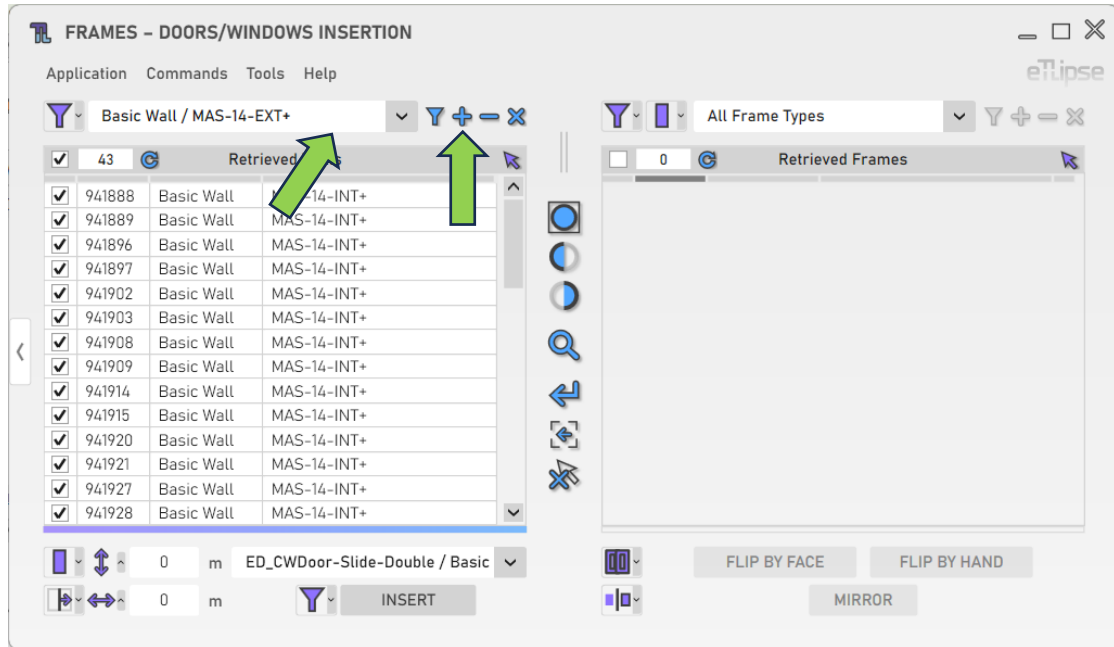 FRAMES – DOORS/WINDOWS INSERTION
Application Commands Tools Help
eTLipse
Basic Wall / MAS-14-EXT+
All Frame Types
43
0 Retrieved Frames
941888 Basic Wall -14-INT+
941889 Basic Wall MAS-14-INT+
941896 Basic Wall MAS-14-INT+
941897 Basic Wall MAS-14-INT+
941902 Basic Wall MAS-14-INT+
941903 Basic Wall MAS-14-INT+
941908 Basic Wall MAS-14-INT+
941909 Basic Wall MAS-14-INT+
941914 Basic Wall MAS-14-INT+
941915 Basic Wall MAS-14-INT+
941920 Basic Wall MAS-14-INT+
941921 Basic Wall MAS-14-INT+
941927 Basic Wall MAS-14-INT+
941928 Basic Wall MAS-14-INT+
0 m ED_CWDoor-Slide-Double / Basic
FLIP BY FACE FLIP BY HAND
0 m INSERT
MIRROR